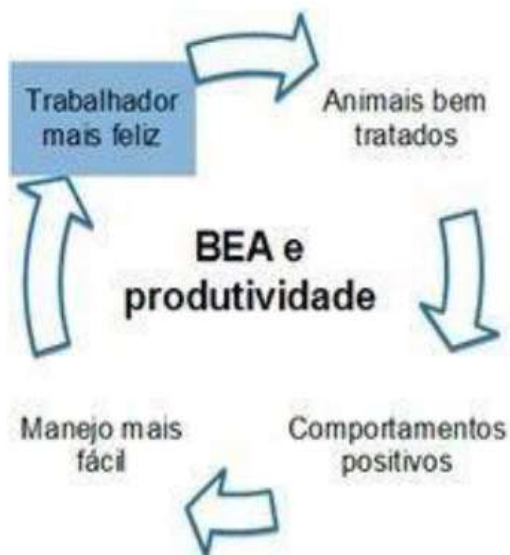 Trabalhador
mais feliz
Animais bem
tratados
BEA e
produtividade
Manejo mais
fácil
Comportamentos
positivos